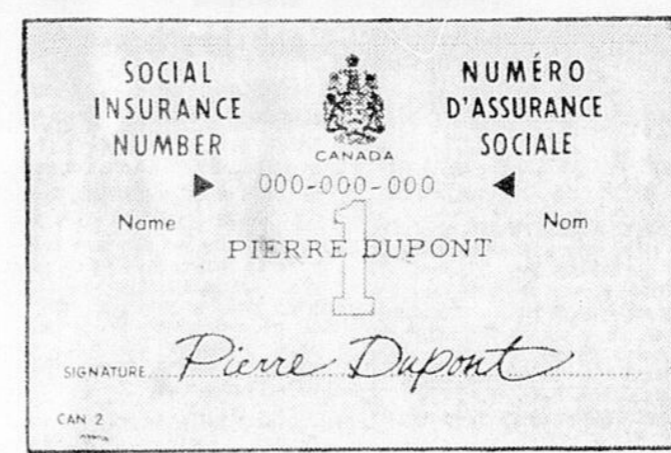 SOCIAL
INSURANCE
NUMBER
CANADA
NUMÉRO
D'ASSURANCE
SOCIALE
000-000-000
Name
Nom
1
PIERRE DUPONT
SIGNATURE Pierre Dupont
CAN 2